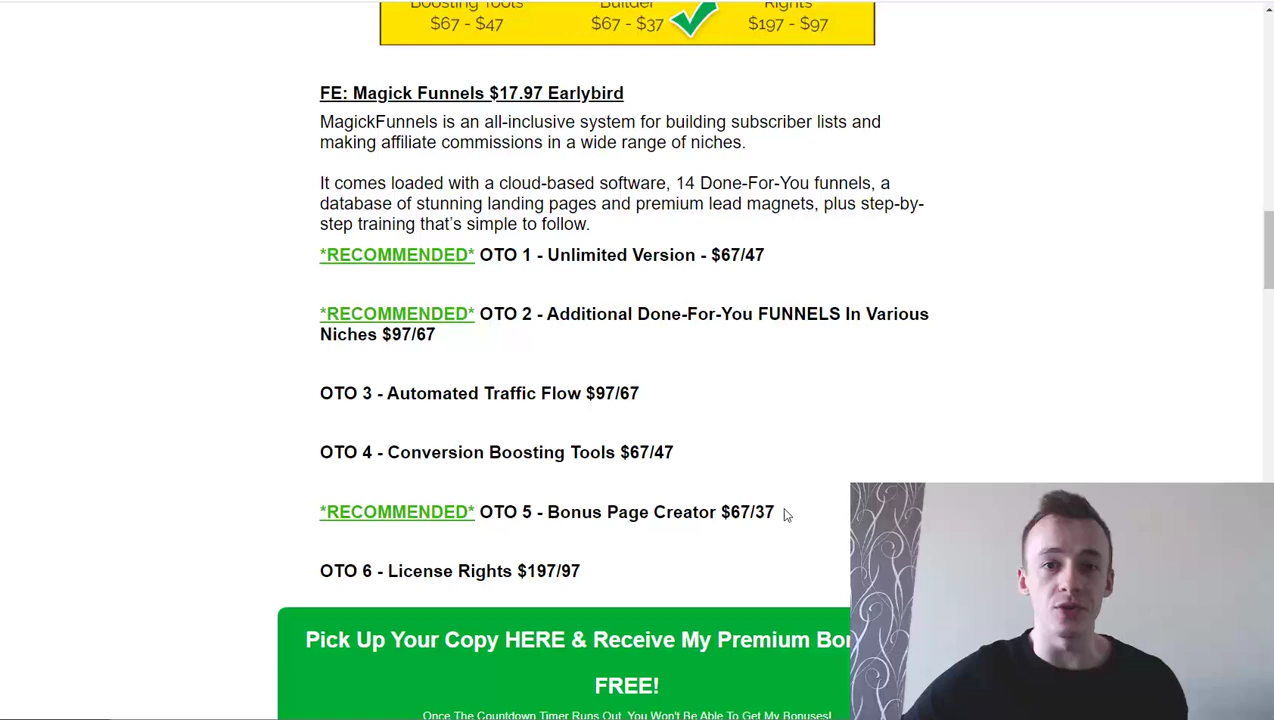 Boosting Tools
Builder
Rights
$67 - $47
$67 - $37
$197 - $97
FE: Magick Funnels $17.97 Earlybird
MagickFunnels is an all-inclusive system for building subscriber lists and
making affiliate commissions in a wide range of niches.
It comes loaded with a cloud-based software, 14 Done-For-You funnels, a
database of stunning landing pages and premium lead magnets, plus step-by-
step training that’s simple to follow.
*RECOMMENDED* OTO 1 - Unlimited Version - $67/47
*RECOMMENDED* OTO 2 - Additional Done-For-You FUNNELS In Various
Niches $97/67
OTO 3 - Automated Traffic Flow $97/67
OTO 4 - Conversion Boosting Tools $67/47
*RECOMMENDED* OTO 5 - Bonus Page Creator $67/37
OTO 6 - License Rights $197/97
Pick Up Your Copy HERE & Receive My Premium
FREE!
Once The Countdown Timer Runs Out, You Won't Be Able To Get My Bonuses!